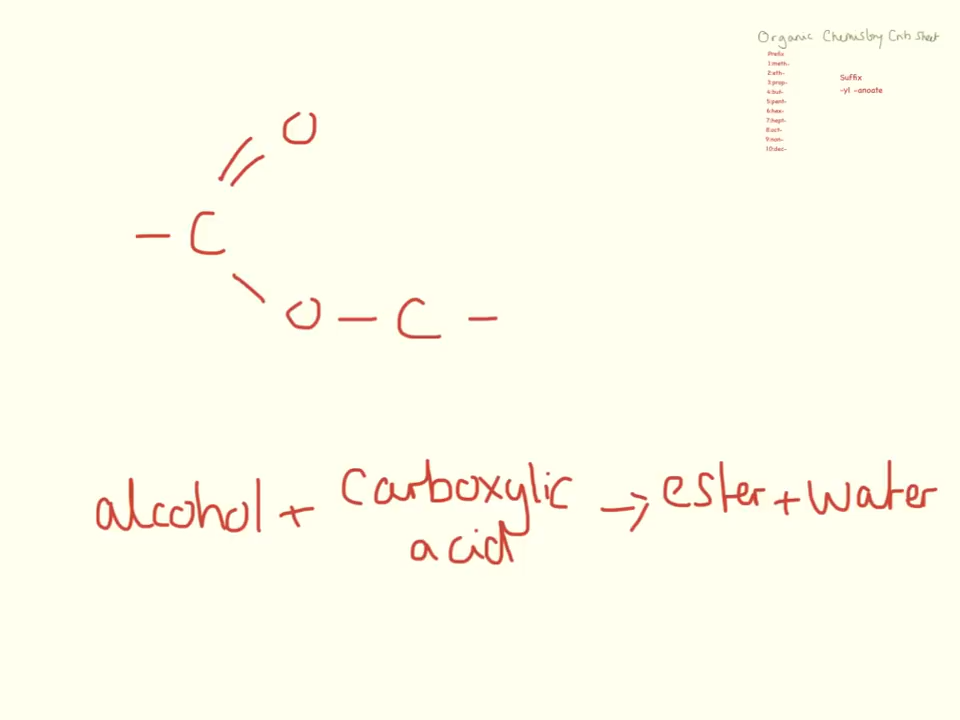 Organic Chemistry Crib Sheet
Prefix
1:meth-
2:eth-
3:prop-
4:but-
5:pent-
6:hex-
7:hept-
8:oct-
9:non-
10:dec-
Suffix
-yl -anoate
O
- C
O - C -
alcohol + carboxylic acid → ester + water